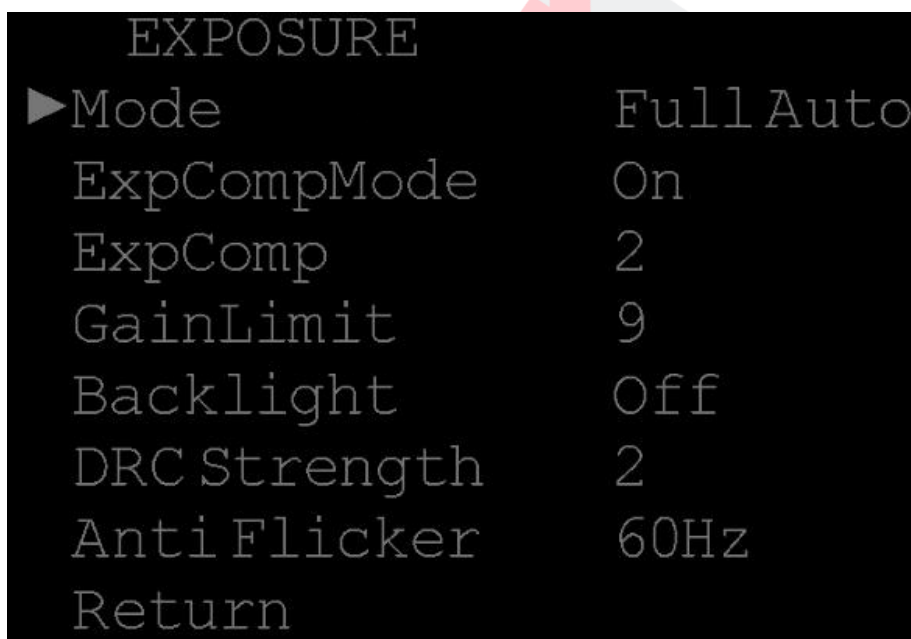 EXPOSURE
▶Mode Full Auto
ExpCompMode On
ExpComp 2
GainLimit 9
Backlight Off
DRC Strength 2
Anti Flicker 60Hz
Return